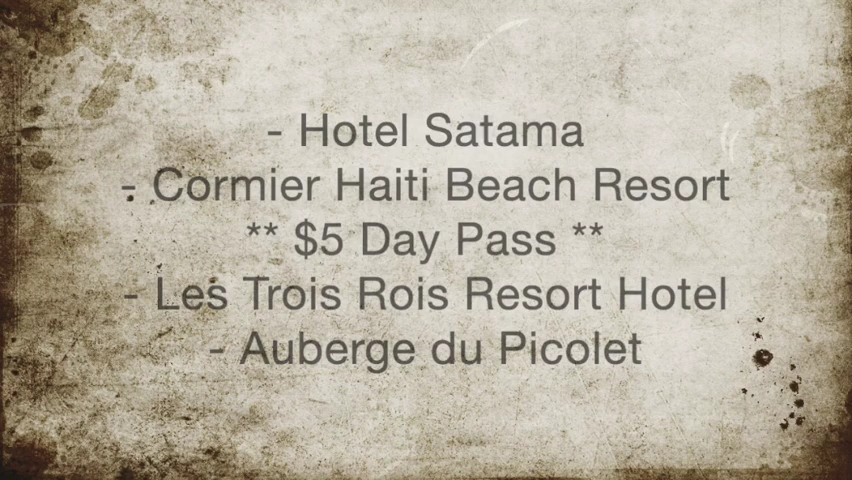 - Hotel Satama
- Cormier Haiti Beach Resort
** $5 Day Pass **
- Les Trois Rois Resort Hotel
- Auberge du Picolet